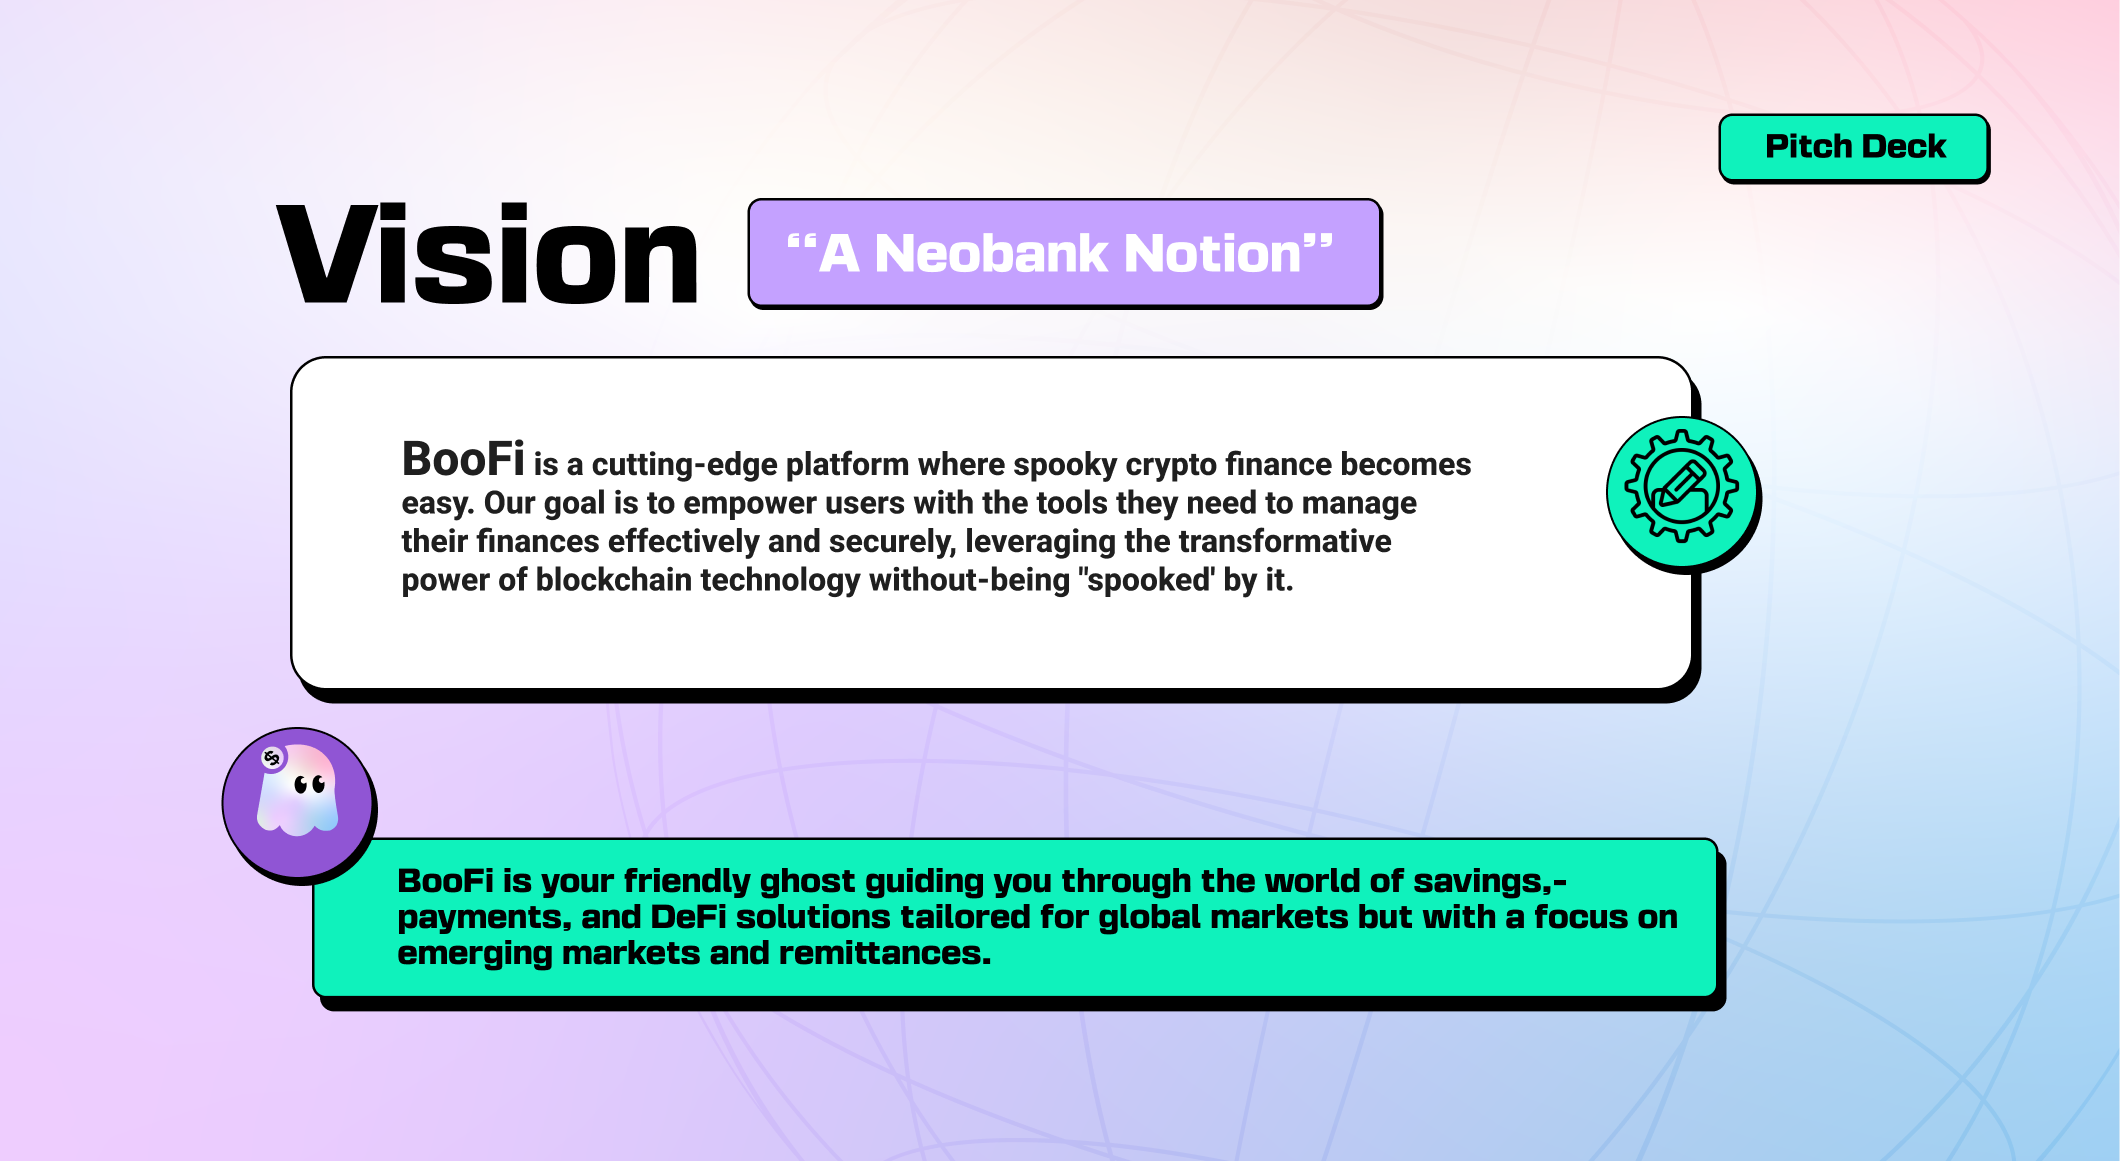 Pitch Deck
Vision
“A Neobank Notion”
BooFi is a cutting-edge platform where spooky crypto finance becomes
easy. Our goal is to empower users with the tools they need to manage
their finances effectively and securely, leveraging the transformative
power of blockchain technology without-being "spooked' by it.
$
BooFi is your friendly ghost guiding you through the world of savings,-
payments, and DeFi solutions tailored for global markets but with a focus on
emerging markets and remittances.